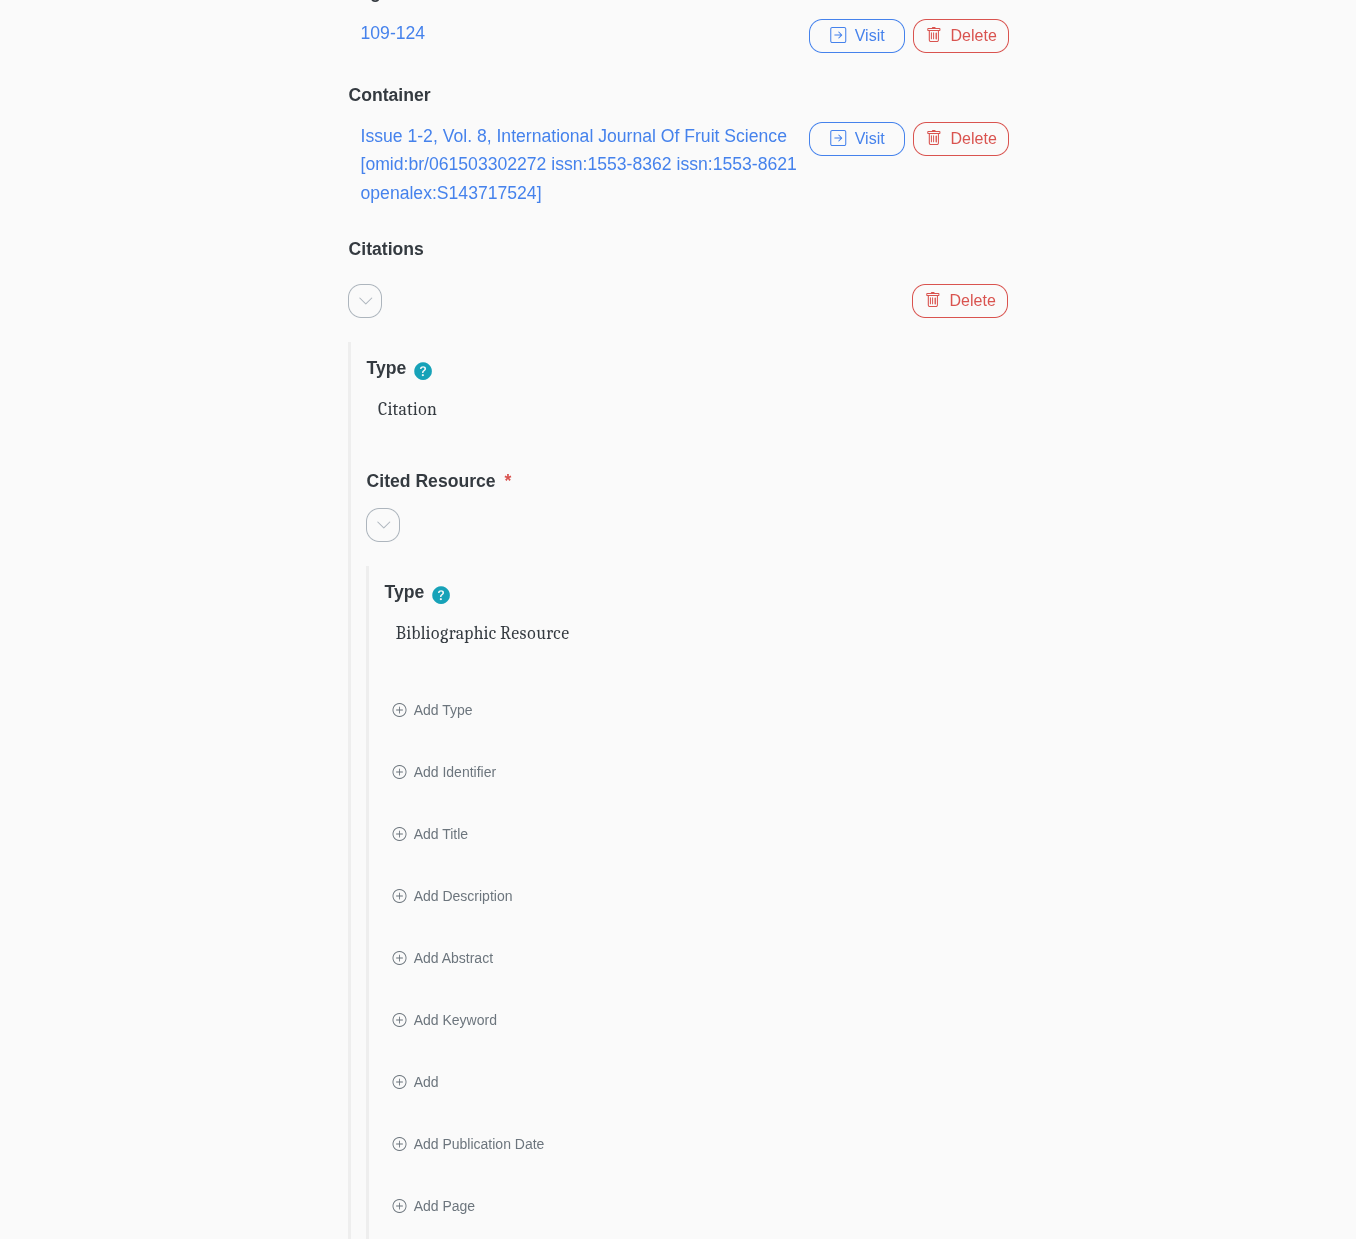 109-124
Visit
Delete
Container
Issue 1-2, Vol. 8, International Journal Of Fruit Science
[omid:br/061503302272 issn:1553-8362 issn:1553-8621
openalex:S143717524]
Visit
Delete
Citations
Delete
Type ?
Citation
Cited Resource *
Type ?
Bibliographic Resource
Add Type
Add Identifier
Add Title
Add Description
Add Abstract
Add Keyword
Add
Add Publication Date
Add Page